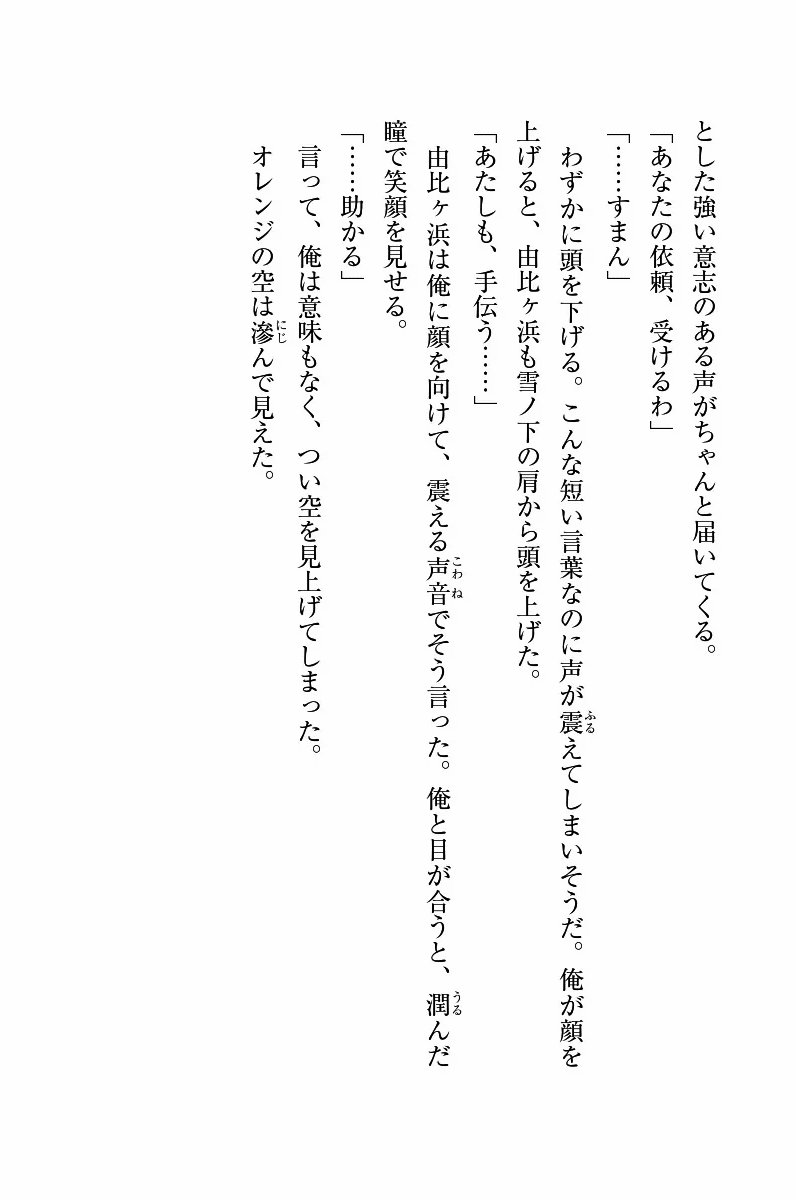 とした強い意志のある声がちゃんと届いてくる。
「あなたの依頼、受けるわ」
「……すまん」
わずかに頭を下げる。こんな短い言葉なのに声が震えてしまいそうだ。俺が顔を
ふる
上げると、由比ヶ浜も雪ノ下の肩から頭を上げた。
「あたしも、手伝う……」
由比ヶ浜は俺に顔を向けて、震える声音でそう言った。俺と目が合うと、潤んだ
こわね
うる
瞳で笑顔を見せる。
「……助かる」
言って、俺は意味もなく、つい空を見上げてしまった。
オレンジの空は滲んで見えた。
にじ